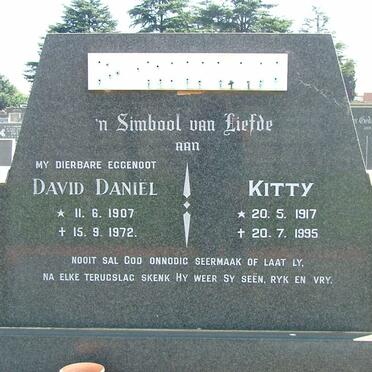 'n Simbool van Liefde
AAN
MY DIERBARE EGGENOOT
DAVID DANIEL
★ 11. 6. 1907
✝ 15. 9. 1972.
KITTY
★ 20. 5. 1917
✝ 20. 7. 1995
NOOIT SAL GOD ONNODIG SEERMAAK OF LAAT LY,
NA ELKE TERUGSLAG SKENK HY WEER SY SEËN, RYK EN VRY.